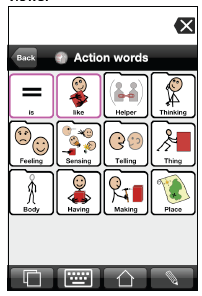 Back Action words
is like Helper Thinking
Feeling Sensing Telling Thing
Body Having Making Place